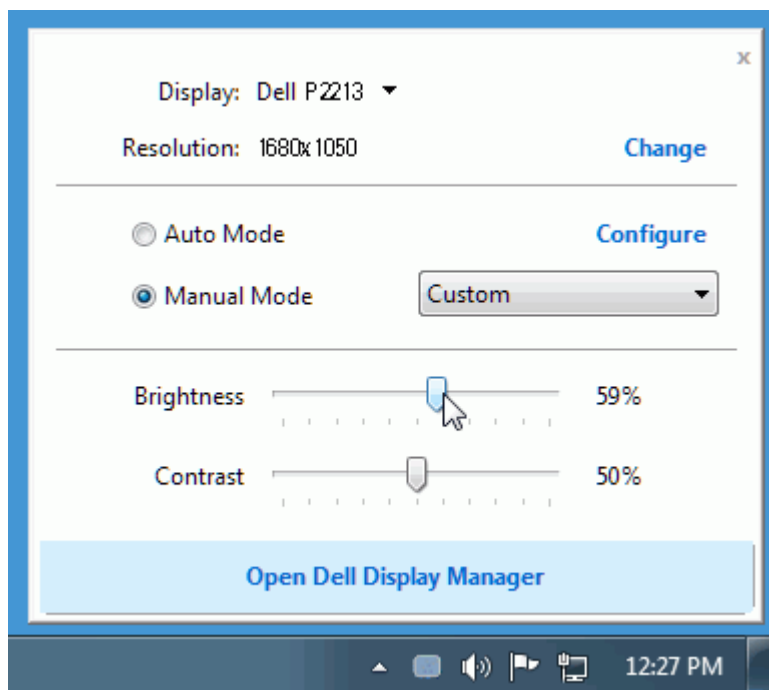 x
Display: Dell P2213
Resolution: 1680x1050 Change
Auto Mode Configure
Manual Mode Custom
Brightness 59%
Contrast 50%
Open Dell Display Manager
12:27 PM